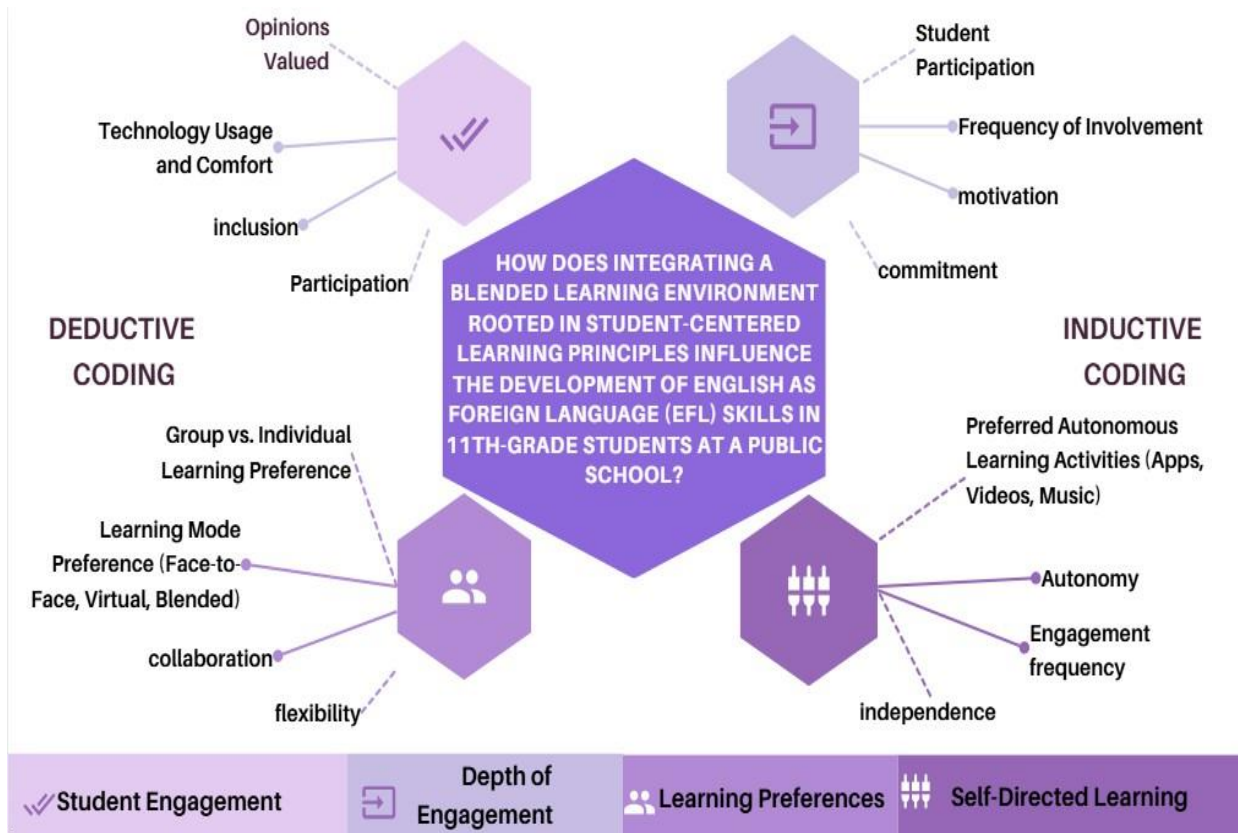 Opinions
Valued
Technology Usage
and Comfort
inclusion
Participation
Student
Participation
Frequency of Involvement
motivation
commitment
HOW DOES INTEGRATING A
BLENDED LEARNING ENVIRONMENT
ROOTED IN STUDENT-CENTERED
LEARNING PRINCIPLES INFLUENCE
THE DEVELOPMENT OF ENGLISH AS
FOREIGN LANGUAGE (EFL) SKILLS IN
11TH-GRADE STUDENTS AT A PUBLIC
SCHOOL?
DEDUCTIVE
CODING
INDUCTIVE
CODING
Group vs. Individual
Learning Preference
Learning Mode
Preference (Face-to-
Face, Virtual, Blended)
collaboration
flexibility
Preferred Autonomous
Learning Activities (Apps,
Videos, Music)
Autonomy
Engagement
frequency
independence
Student Engagement
Depth of
Engagement
Learning Preferences
Self-Directed Learning